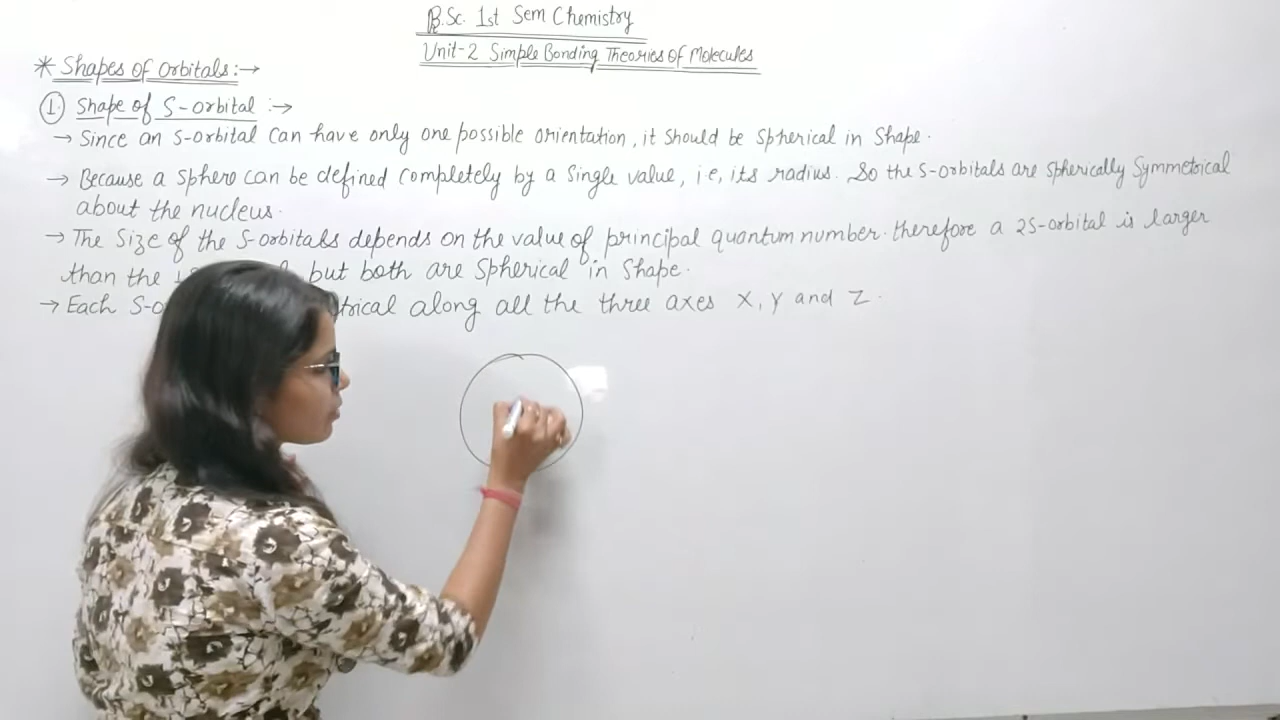 B.Sc. 1st Sem Chemistry
Unit-2 Simple Bonding Theories of Molecules
* Shapes of Orbitals:→
1. Shape of S-orbital :→
→ Since an S-orbital can have only one possible orientation, it should be spherical in shape.
→ Because a sphere can be defined completely by a single value, i.e, its radius. So the S-orbitals are spherically symmetrical
about the nucleus.
→ The size of the S-orbitals depends on the value of principal quantum number. therefore a 2S-orbital is larger
than the but both are spherical in shape.
→ Each S-o trical along all the three axes X, Y and Z.